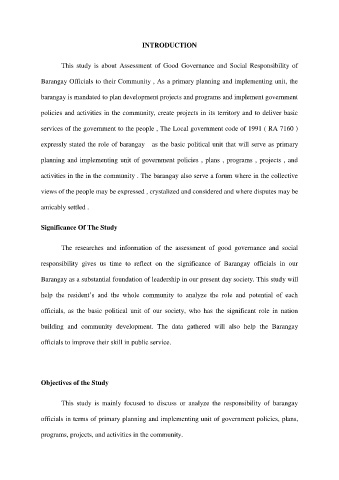 INTRODUCTION
This study is about Assessment of Good Governance and Social Responsibility of
Barangay Officials to their Community , As a primary planning and implementing unit, the
barangay is mandated to plan development projects and programs and implement government
policies and activities in the community, create projects in its territory and to deliver basic
services of the government to the people , The Local government code of 1991 ( RA 7160 )
expressly stated the role of barangay as the basic political unit that will serve as primary
planning and implementing unit of government policies , plans , programs , projects , and
activities in the in the community . The barangay also serve a forum where in the collective
views of the people may be expressed , crystalized and considered and where disputes may be
amicably settled .
Significance Of The Study
The researches and information of the assessment of good governance and social
responsibility gives us time to reflect on the significance of Barangay officials in our
Barangay as a substantial foundation of leadership in our present day society. This study will
help the resident's and the whole community to analyze the role and potential of each
officials, as the basic political unit of our society, who has the significant role in nation
building and community development. The data gathered will also help the Barangay
officials to improve their skill in public service.
Objectives of the Study
This study is mainly focused to discuss or analyze the responsibility of barangay
officials in terms of primary planning and implementing unit of government policies, plans,
programs, projects, and activities in the community.